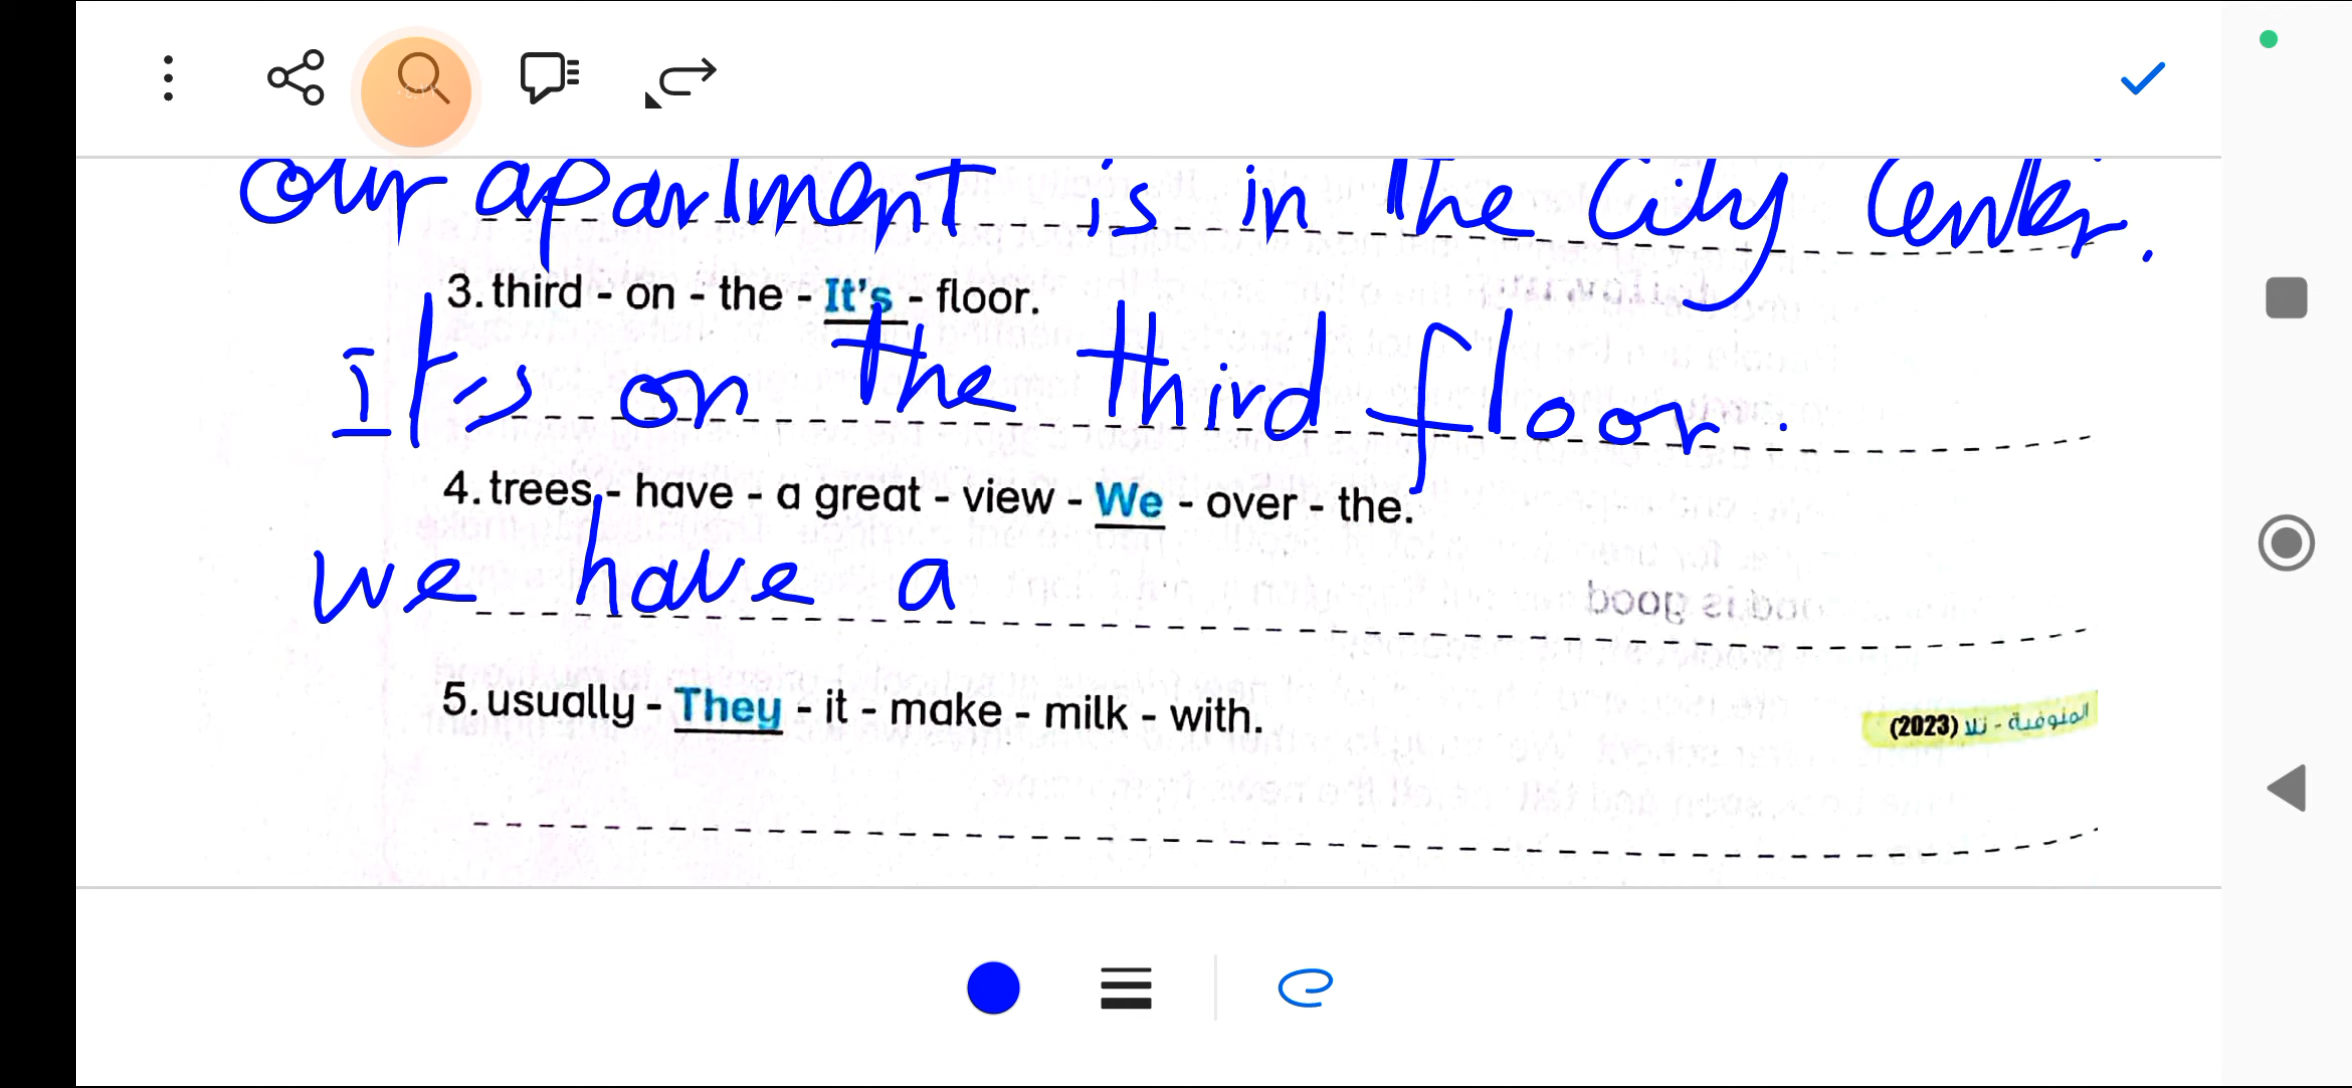 Our apartment is in the City Center.
3. third - on - the - It's - floor.
It's on the third floor.
4. trees - have - a great - view - We - over - the.
we have a
5. usually - They - it - make - milk - with.
المنوفية - تلا (2023)